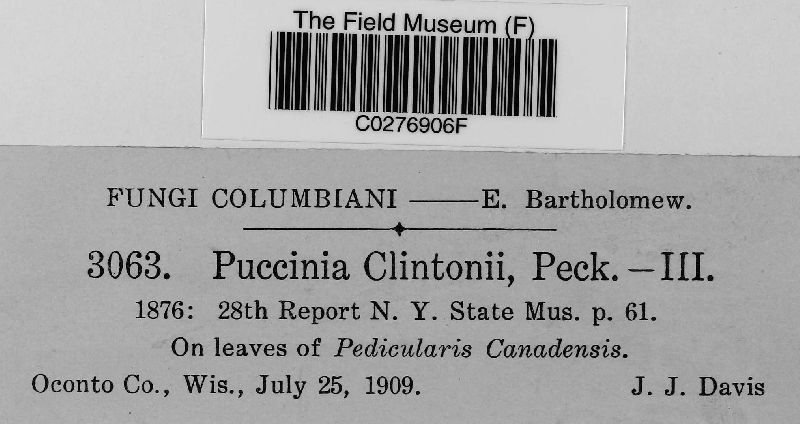 The Field Museum (F)
C0276906F
FUNGI COLUMBIANI ——— E. Bartholomew.
3063. Puccinia Clintonii, Peck. — III.
1876: 28th Report N. Y. State Mus. p. 61.
On leaves of Pedicularis Canadensis.
Oconto Co., Wis., July 25, 1909. J. J. Davis